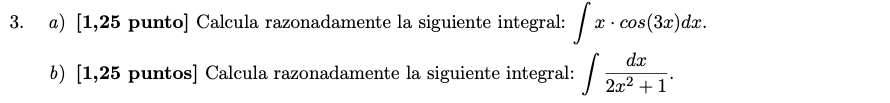 3. a) [1,25 punto] Calcula razonadamente la siguiente integral: ∫ x · cos(3x)dx.
b) [1,25 puntos] Calcula razonadamente la siguiente integral: ∫ dx / (2x² + 1).